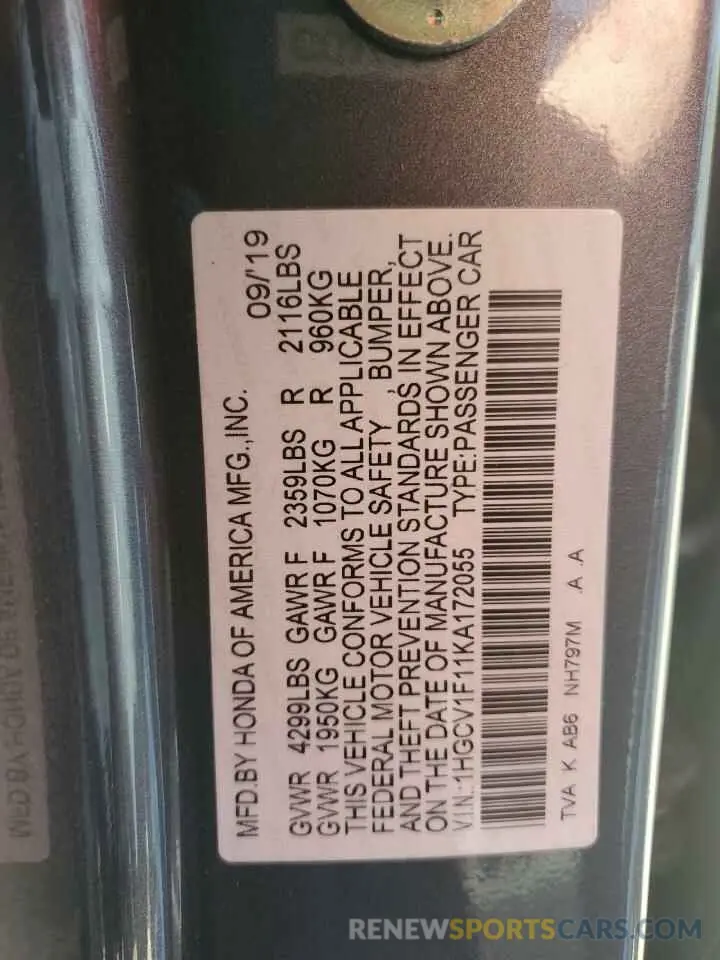 MFD.BY HONDA OF AMERICA MFG.,INC. 09/'19
GVWR 4299LBS GAWR F 2359LBS R 2116LBS
GVWR 1950KG GAWR F 1070KG R 960KG
THIS VEHICLE CONFORMS TO ALL APPLICABLE
FEDERAL MOTOR VEHICLE SAFETY , BUMPER,
AND THEFT PREVENTION STANDARDS IN EFFECT
ON THE DATE OF MANUFACTURE SHOWN ABOVE.
V.I.N.:1HGCV1F11KA172055 TYPE:PASSENGER CAR
TVA K AB6 NH797M .A .A
RENEWSPORTSCARS.COM